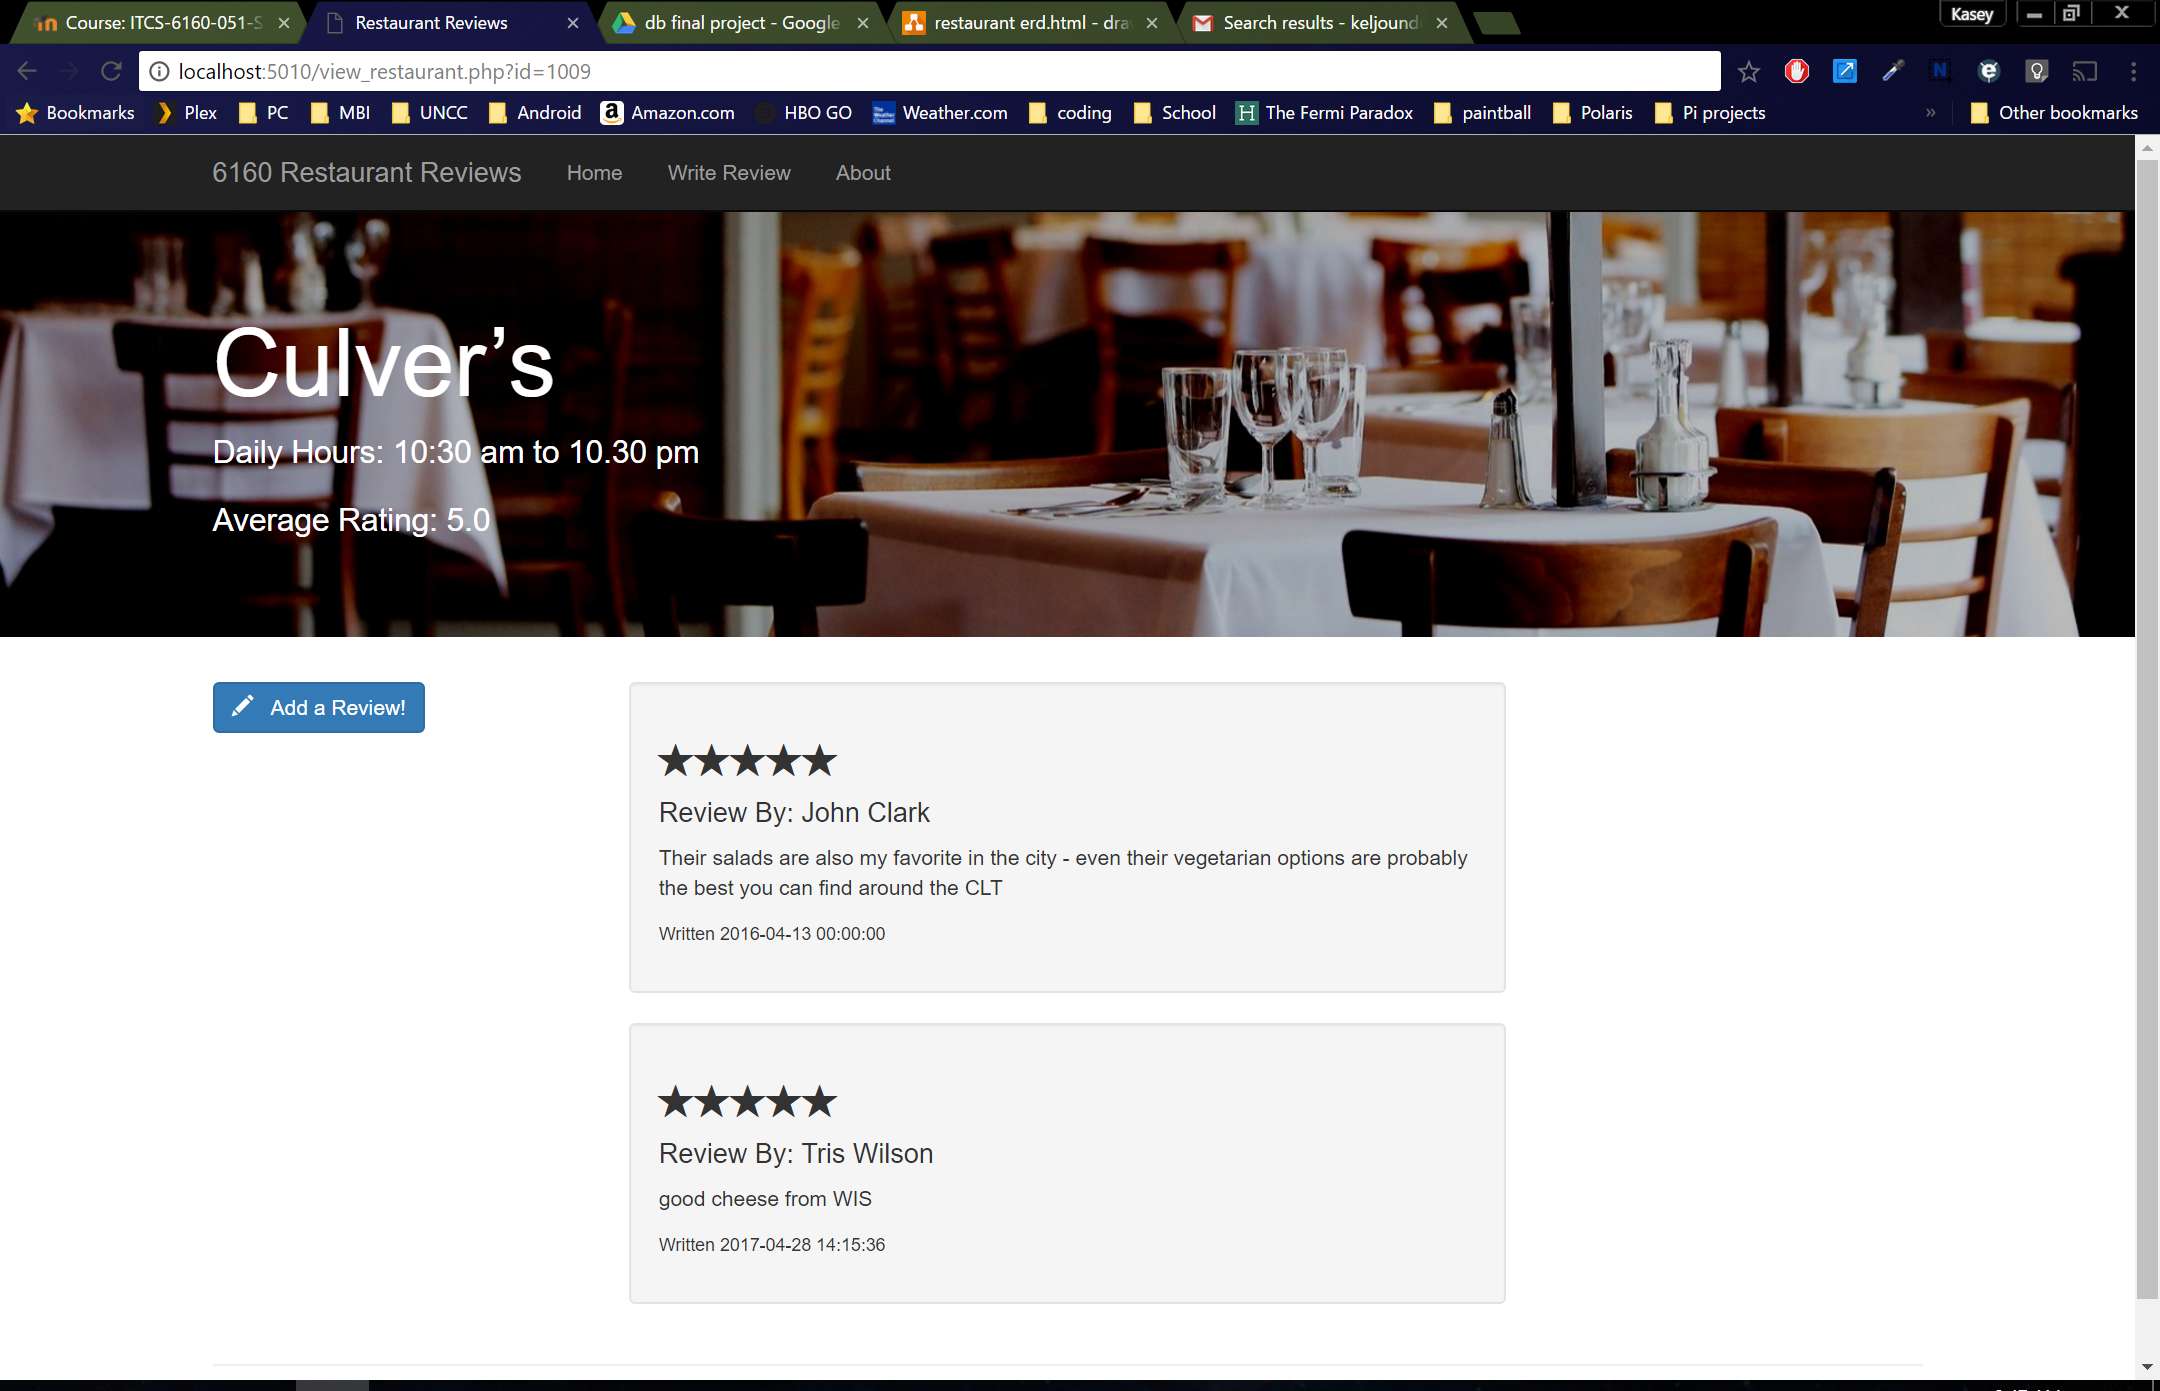 Course: ITCS-6160-051-S
Restaurant Reviews
db final project - Google
restaurant erd.html - dra
Search results - keljound
Kasey
localhost:5010/view_restaurant.php?id=1009
Bookmarks
Plex
PC
MBI
UNCC
Android
Amazon.com
HBO GO
Weather.com
coding
School
The Fermi Paradox
paintball
Polaris
Pi projects
»
Other bookmarks
6160 Restaurant Reviews
Home
Write Review
About
Culver’s
Daily Hours: 10:30 am to 10.30 pm
Average Rating: 5.0
Add a Review!
★★★★★
Review By: John Clark
Their salads are also my favorite in the city - even their vegetarian options are probably
the best you can find around the CLT
Written 2016-04-13 00:00:00
★★★★★
Review By: Tris Wilson
good cheese from WIS
Written 2017-04-28 14:15:36